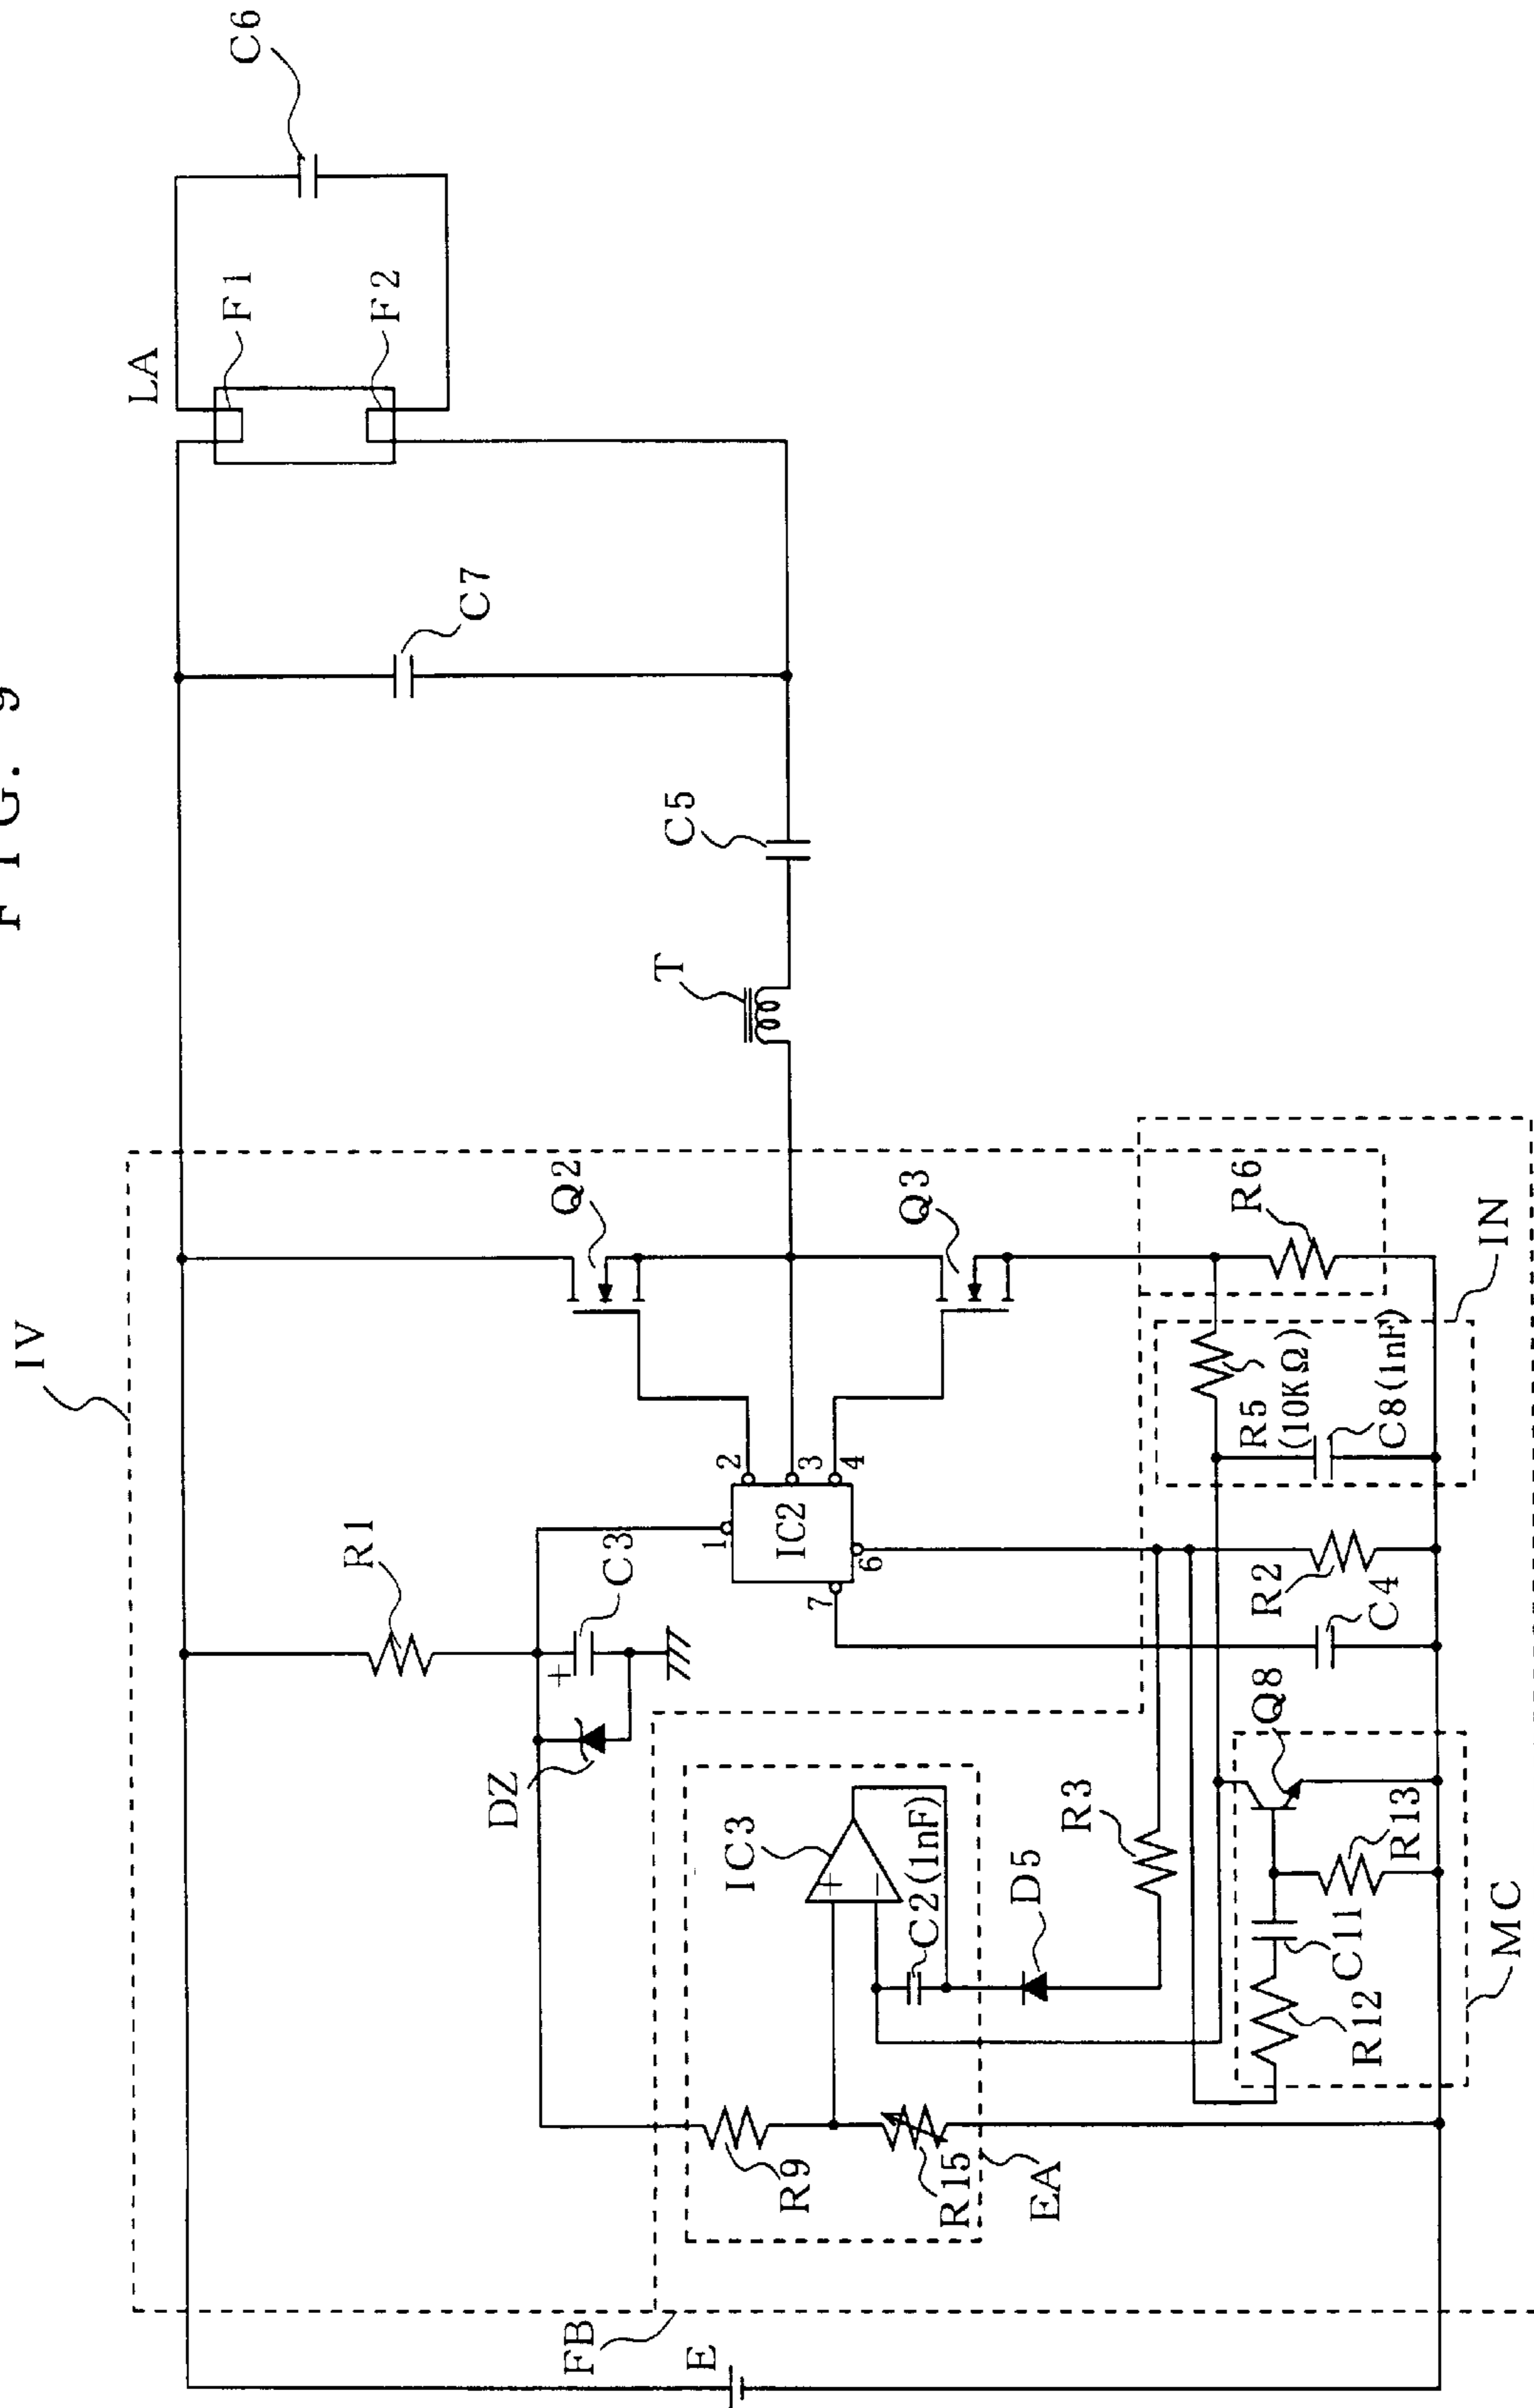 FIG. 9
IV
FB
E
R1
DZ
+
C3
IC2
1
2
3
4
6
7
Q2
Q3
T
C5
C7
LA
F1
F2
C6
R9
R15
EA
IC3
+
−
C2(1nF)
D5
R3
R12
C11
R13
Q8
MC
C4
R2
R5
(10KΩ)
C8(1nF)
R6
IN